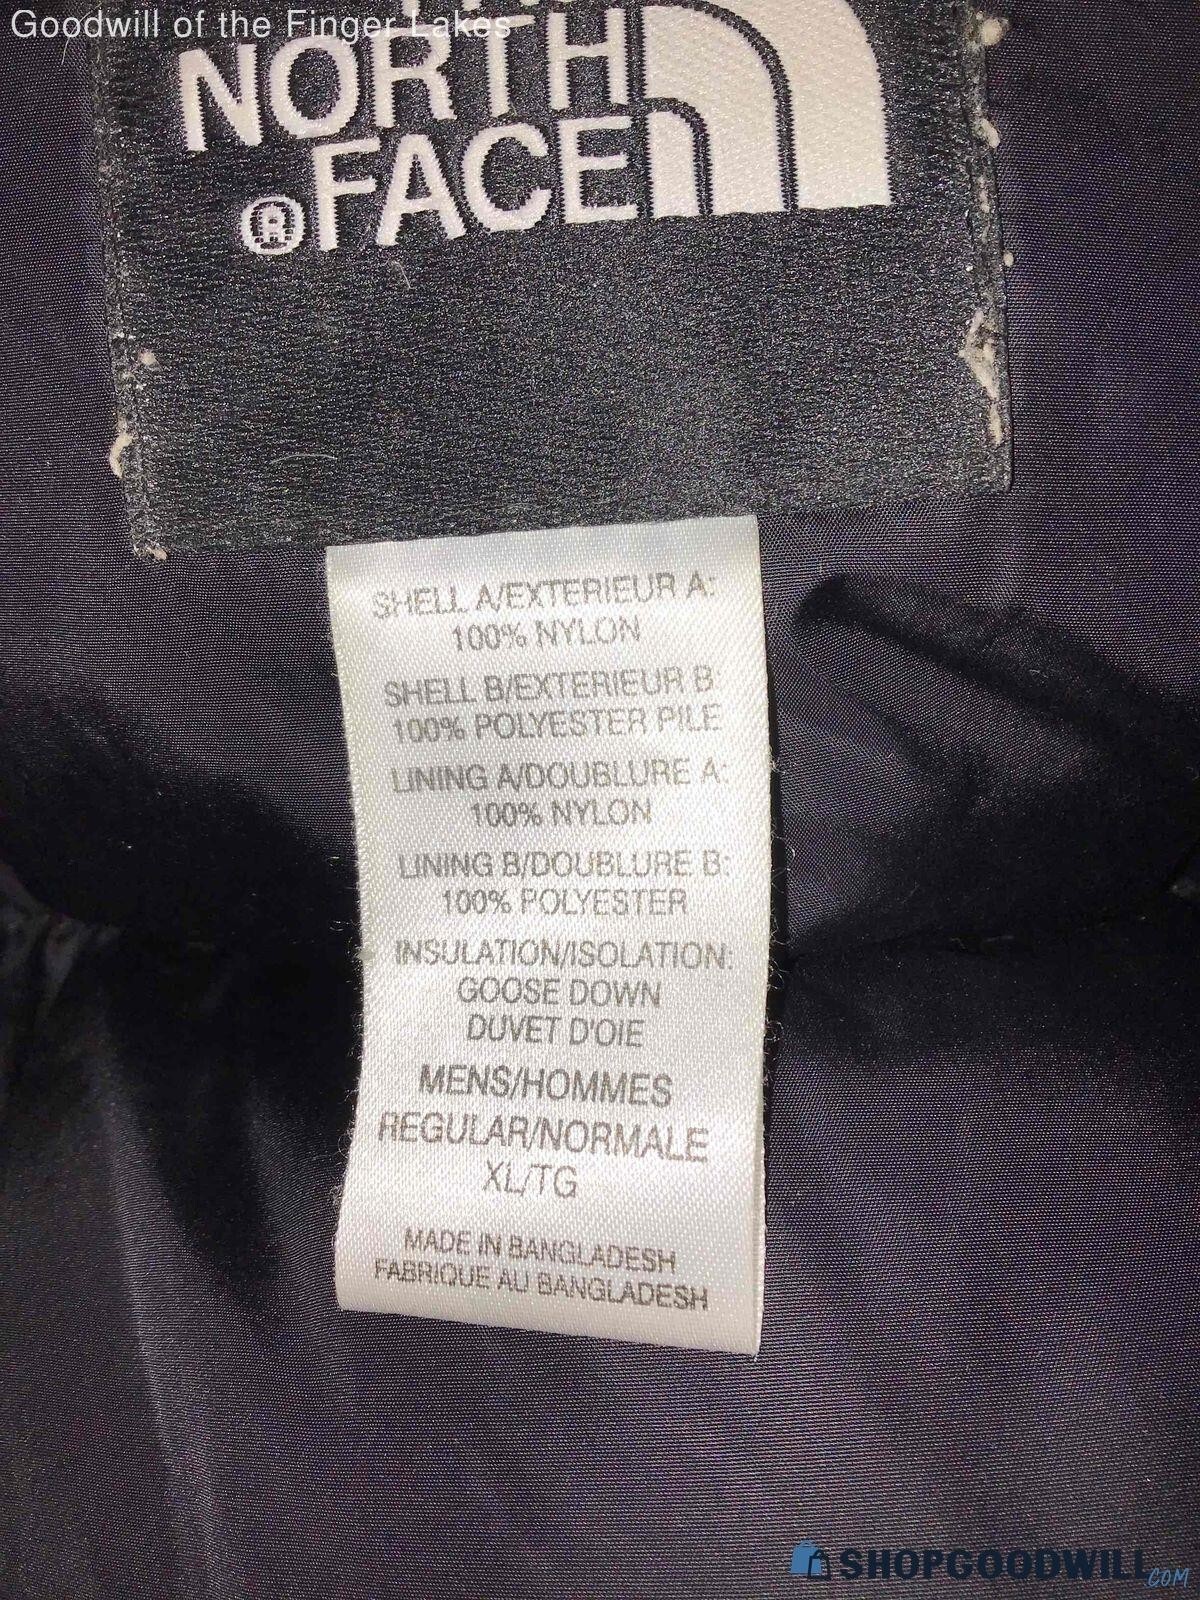 Goodwill of the Finger Lakes
NORTH
FACE
®
SHELL A/EXTERIEUR A:
100% NYLON
SHELL B/EXTERIEUR B:
100% POLYESTER PILE
LINING A/DOUBLURE A:
100% NYLON
LINING B/DOUBLURE B:
100% POLYESTER
INSULATION/ISOLATION:
GOOSE DOWN
DUVET D'OIE
MENS/HOMMES
REGULAR/NORMALE
XL/TG
MADE IN BANGLADESH
FABRIQUE AU BANGLADESH
SHOPGOODWILL.COM